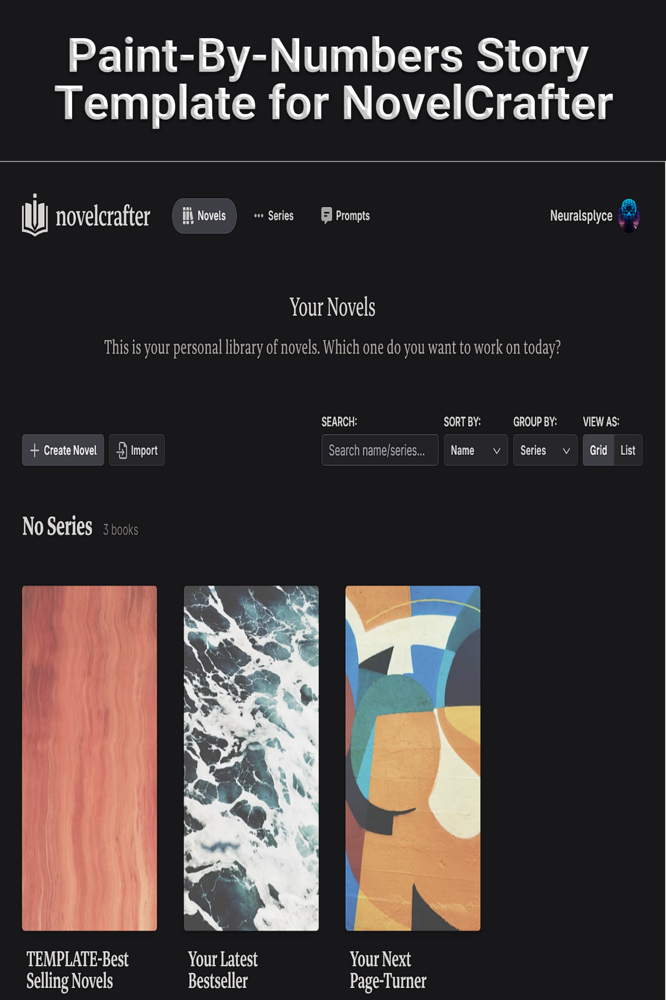 Paint-By-Numbers Story
Template for NovelCrafter
novelcrafter
Novels
Series
Prompts
Neuralsplyce
Your Novels
This is your personal library of novels. Which one do you want to work on today?
SEARCH:
SORT BY:
GROUP BY:
VIEW AS:
Create Novel
Import
Search name/series...
Name
Series
Grid
List
No Series
3 books
TEMPLATE-Best
Selling Novels
Your Latest
Bestseller
Your Next
Page-Turner